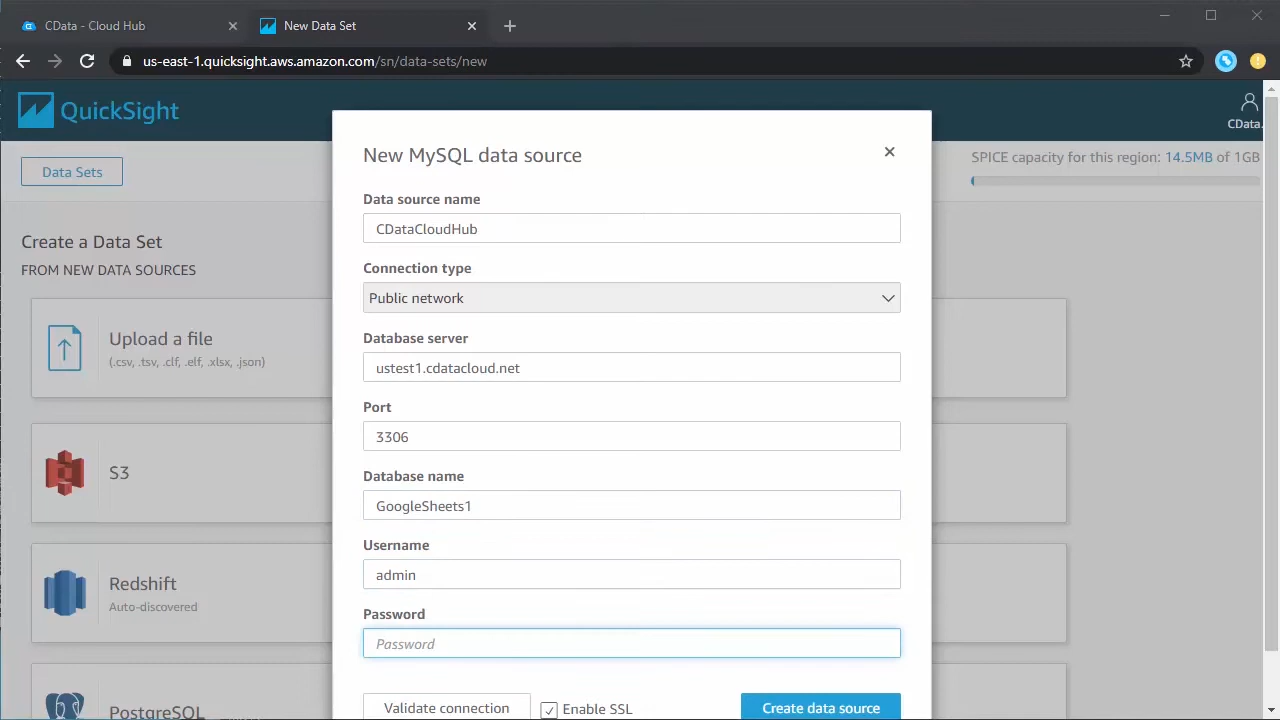 CData - Cloud Hub
New Data Set
us-east-1.quicksight.aws.amazon.com/sn/data-sets/new
QuickSight
CData.
Data Sets
SPICE capacity for this region: 14.5MB of 1GB
Create a Data Set
FROM NEW DATA SOURCES
Upload a file
(.csv, .tsv, .clf, .elf, .xlsx, .json)
S3
Redshift
Auto-discovered
PostgreSQL
New MySQL data source
Data source name
CDataCloudHub
Connection type
Public network
Database server
ustest1.cdatacloud.net
Port
3306
Database name
GoogleSheets1
Username
admin
Password
Password
Validate connection
Enable SSL
Create data source